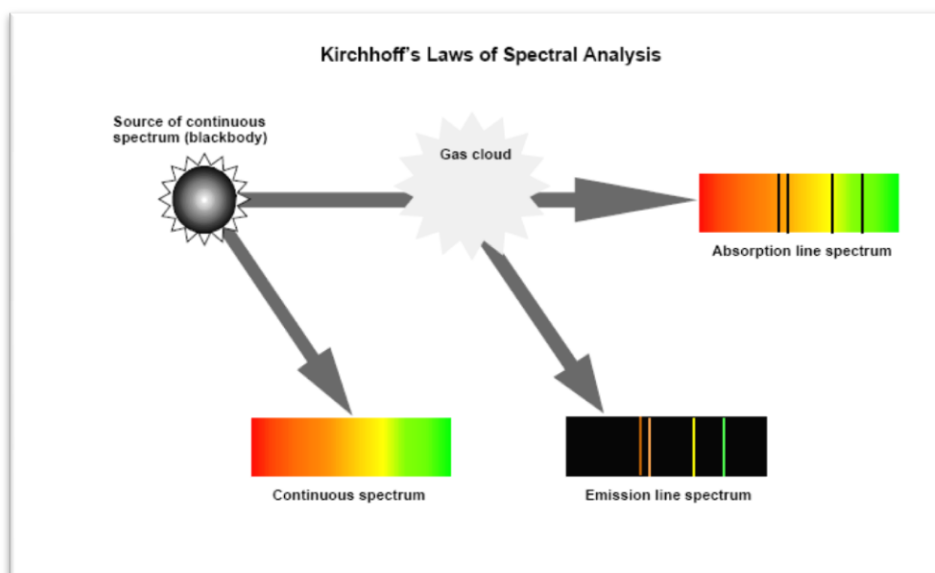 Kirchhoff's Laws of Spectral Analysis
Source of continuous
spectrum (blackbody)
Gas cloud
Absorption line spectrum
Continuous spectrum
Emission line spectrum